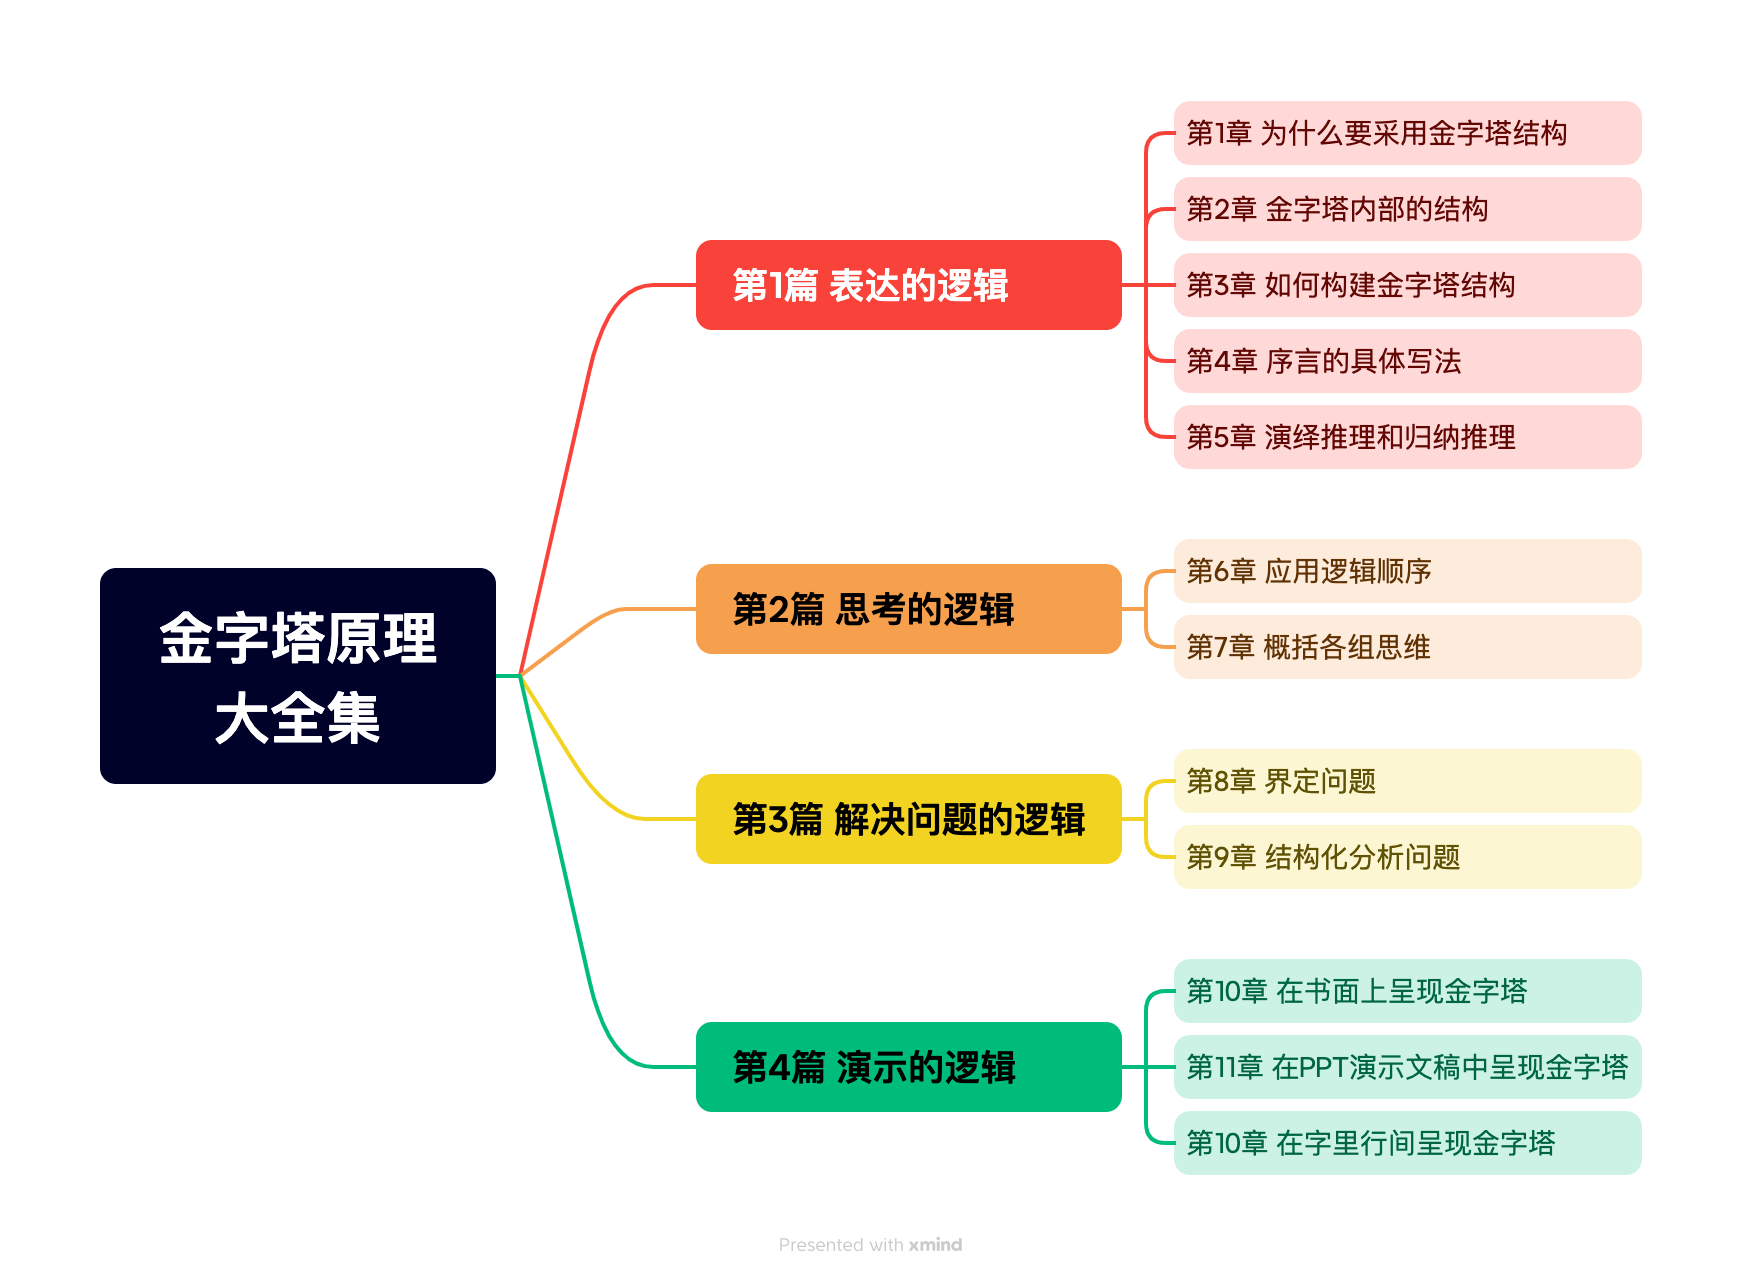 金字塔原理
大全集
第1篇 表达的逻辑
第1章 为什么要采用金字塔结构
第2章 金字塔内部的结构
第3章 如何构建金字塔结构
第4章 序言的具体写法
第5章 演绎推理和归纳推理
第2篇 思考的逻辑
第6章 应用逻辑顺序
第7章 概括各组思维
第3篇 解决问题的逻辑
第8章 界定问题
第9章 结构化分析问题
第4篇 演示的逻辑
第10章 在书面上呈现金字塔
第11章 在PPT演示文稿中呈现金字塔
第10章 在字里行间呈现金字塔
Presented with xmind